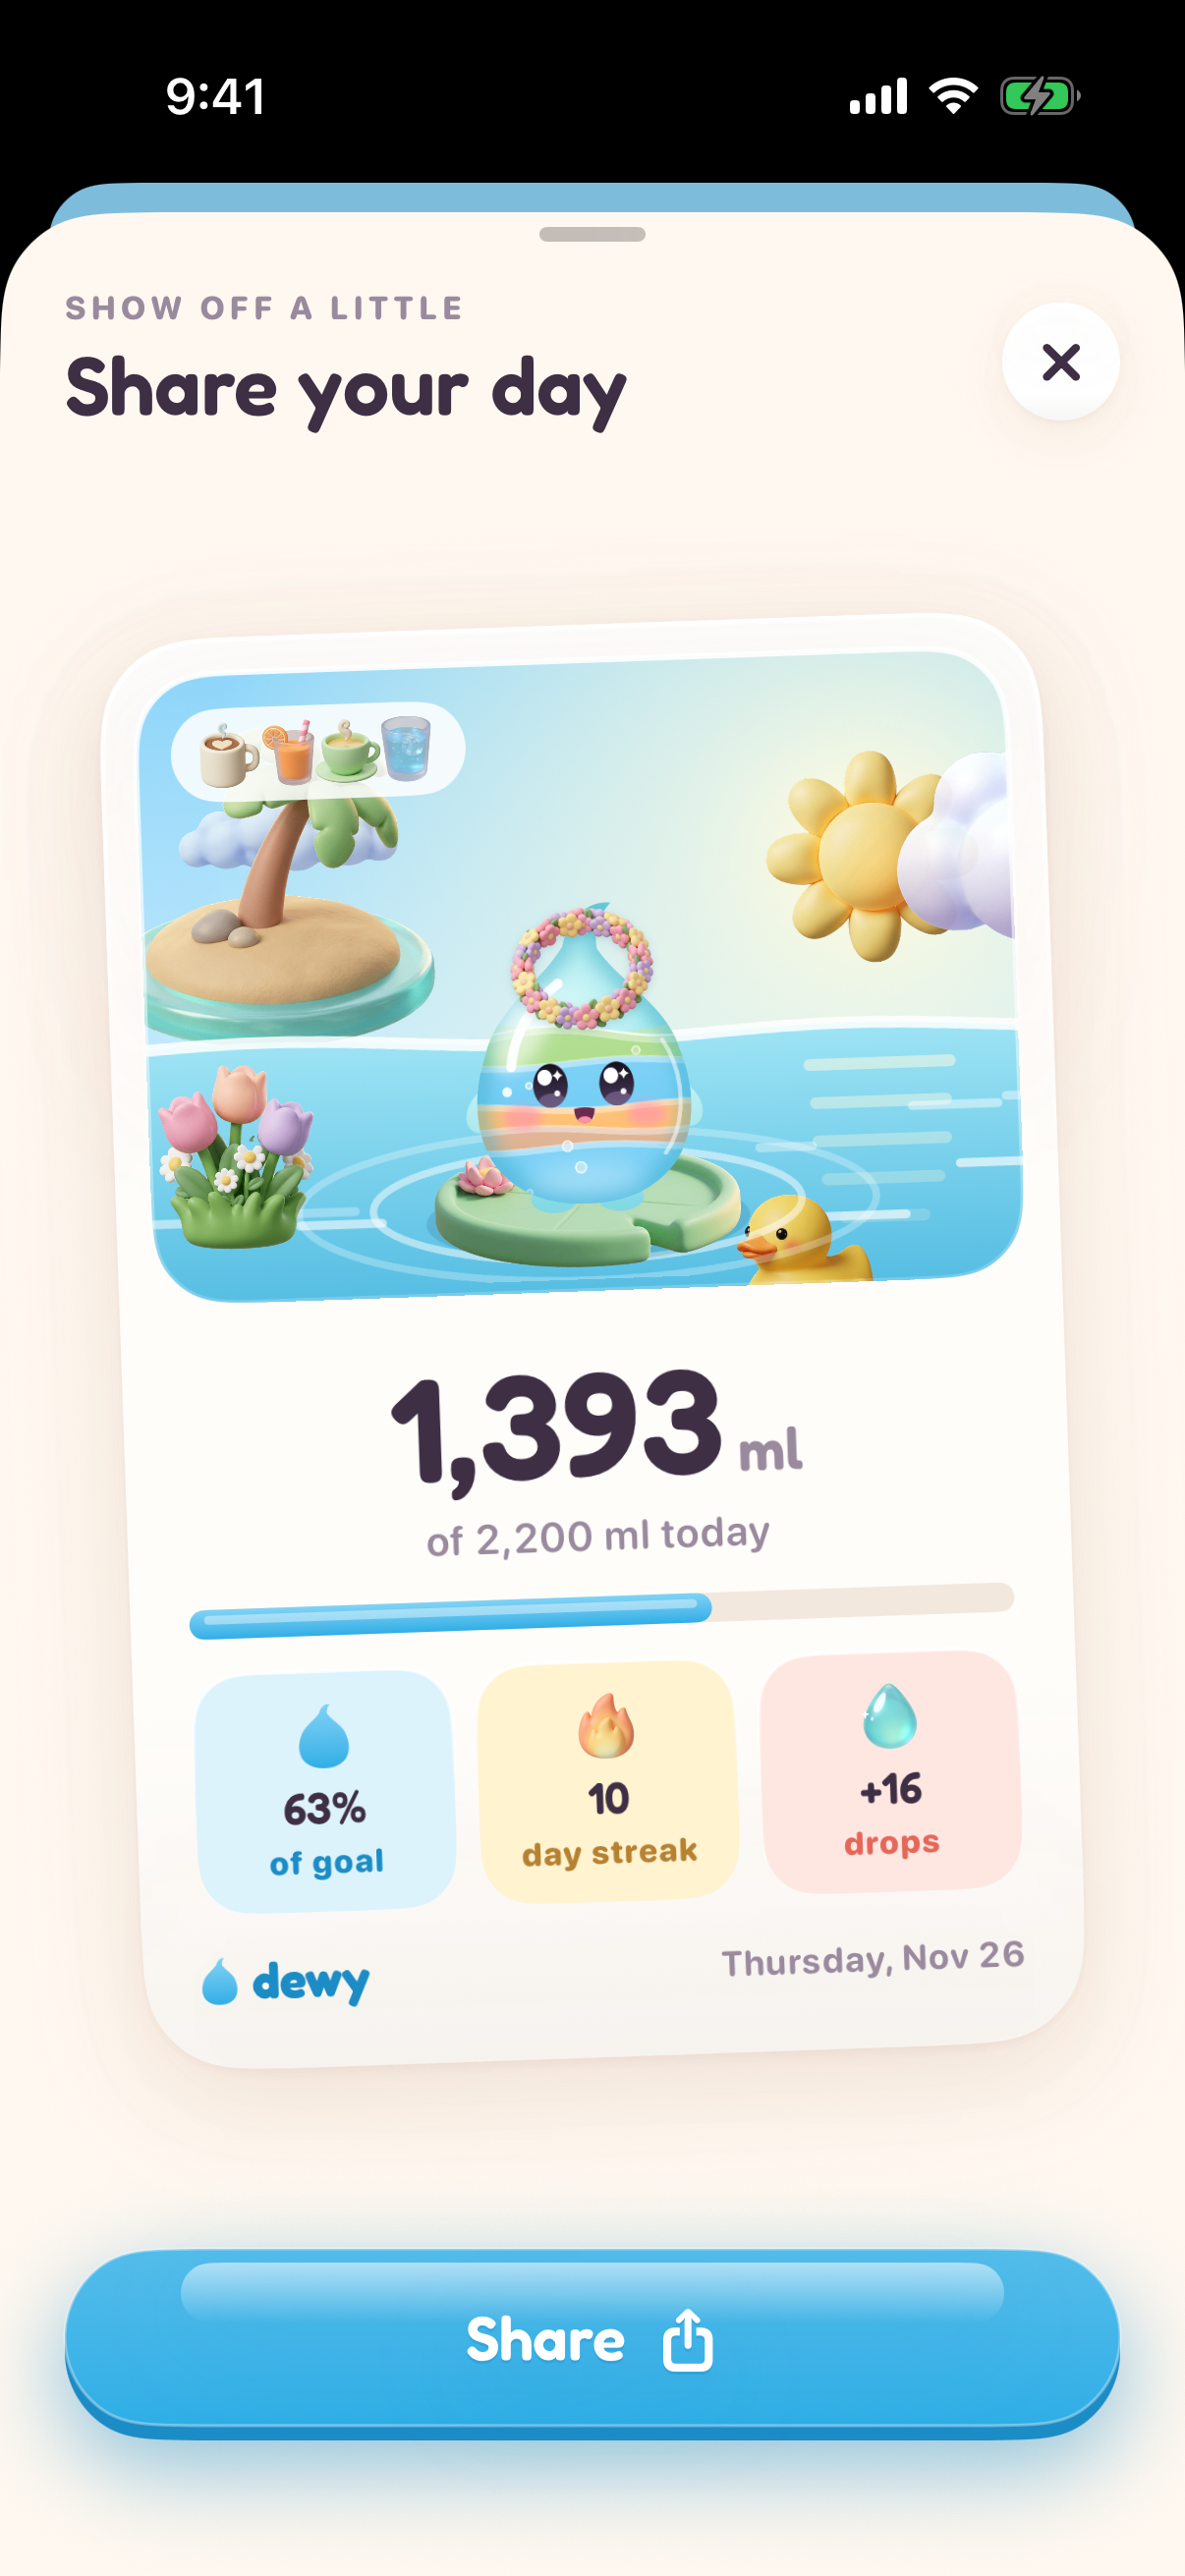 9:41
SHOW OFF A LITTLE
Share your day
1,393 ml
of 2,200 ml today
63%
of goal
10
day streak
+16
drops
dewy
Thursday, Nov 26
Share